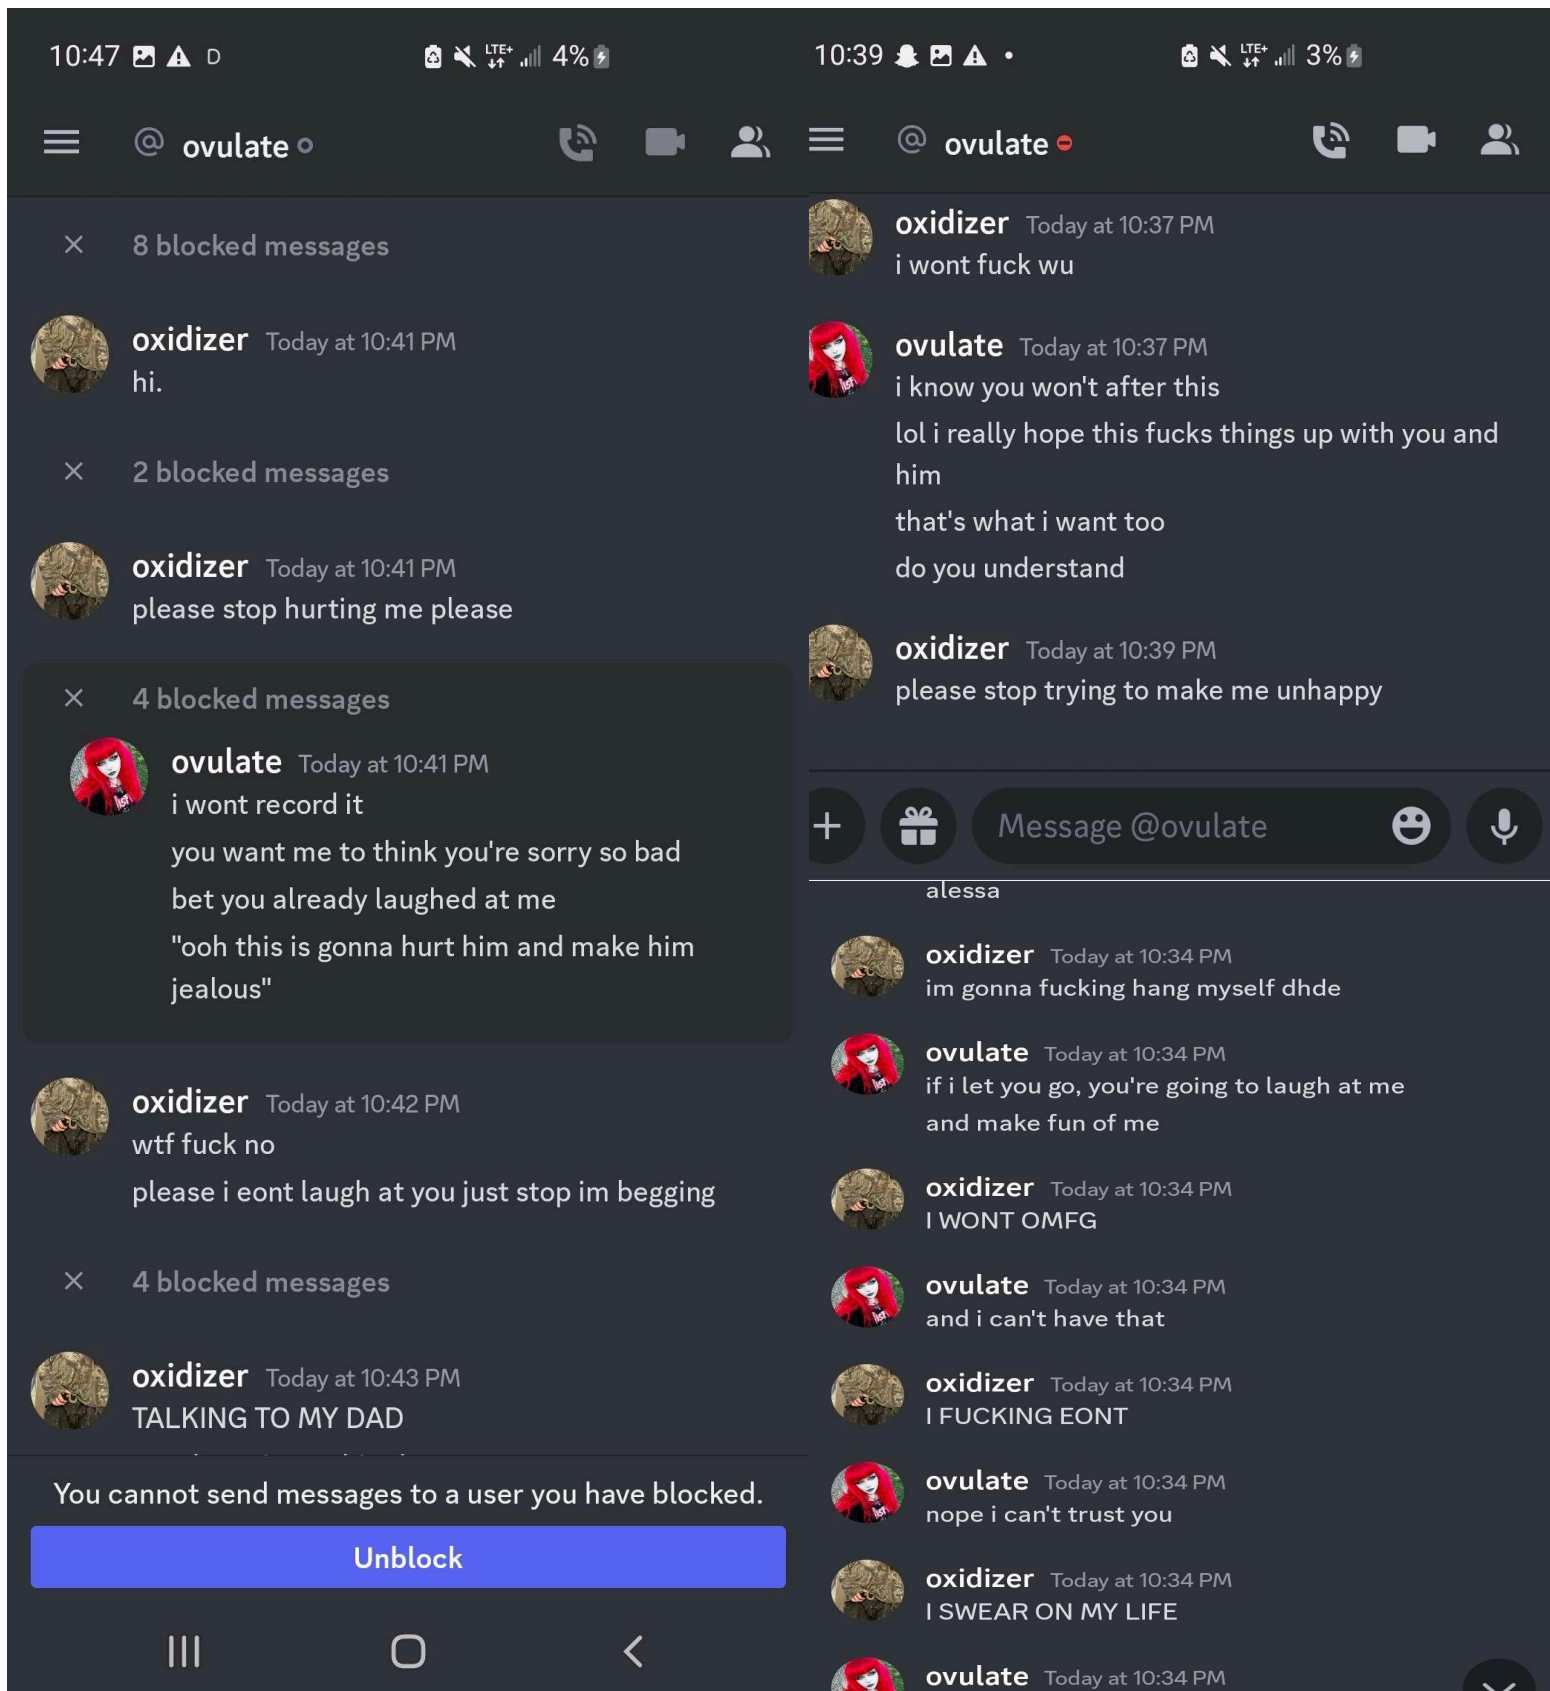 10:47 D LTE+ 4%
@ ovulate
8 blocked messages
oxidizer Today at 10:41 PM
hi.
2 blocked messages
oxidizer Today at 10:41 PM
please stop hurting me please
4 blocked messages
ovulate Today at 10:41 PM
i wont record it
you want me to think you're sorry so bad
bet you already laughed at me
"ooh this is gonna hurt him and make him
jealous"
oxidizer Today at 10:42 PM
wtf fuck no
please i eont laugh at you just stop im begging
4 blocked messages
oxidizer Today at 10:43 PM
TALKING TO MY DAD
You cannot send messages to a user you have blocked.
Unblock
10:39 LTE+ 3%
@ ovulate
oxidizer Today at 10:37 PM
i wont fuck wu
ovulate Today at 10:37 PM
i know you won't after this
lol i really hope this fucks things up with you and
him
that's what i want too
do you understand
oxidizer Today at 10:39 PM
please stop trying to make me unhappy
Message @ovulate
alessa
oxidizer Today at 10:34 PM
im gonna fucking hang myself dhde
ovulate Today at 10:34 PM
if i let you go, you're going to laugh at me
and make fun of me
oxidizer Today at 10:34 PM
I WONT OMFG
ovulate Today at 10:34 PM
and i can't have that
oxidizer Today at 10:34 PM
I FUCKING EONT
ovulate Today at 10:34 PM
nope i can't trust you
oxidizer Today at 10:34 PM
I SWEAR ON MY LIFE
ovulate Today at 10:34 PM